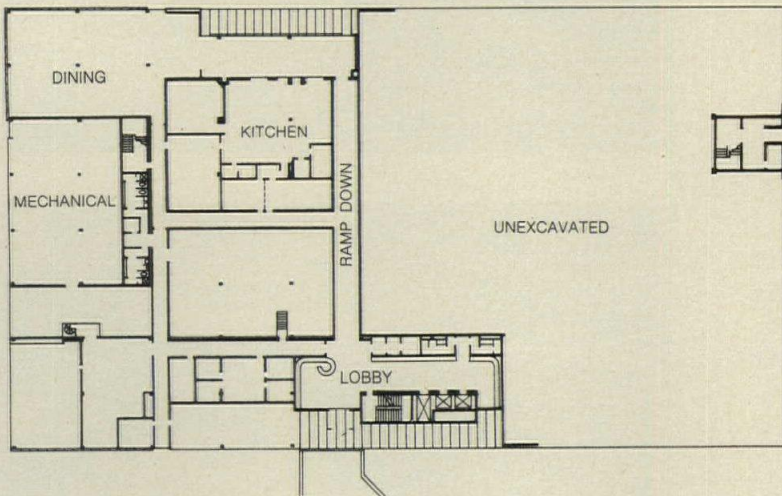 DINING
KITCHEN
MECHANICAL
RAMP DOWN
UNEXCAVATED
LOBBY